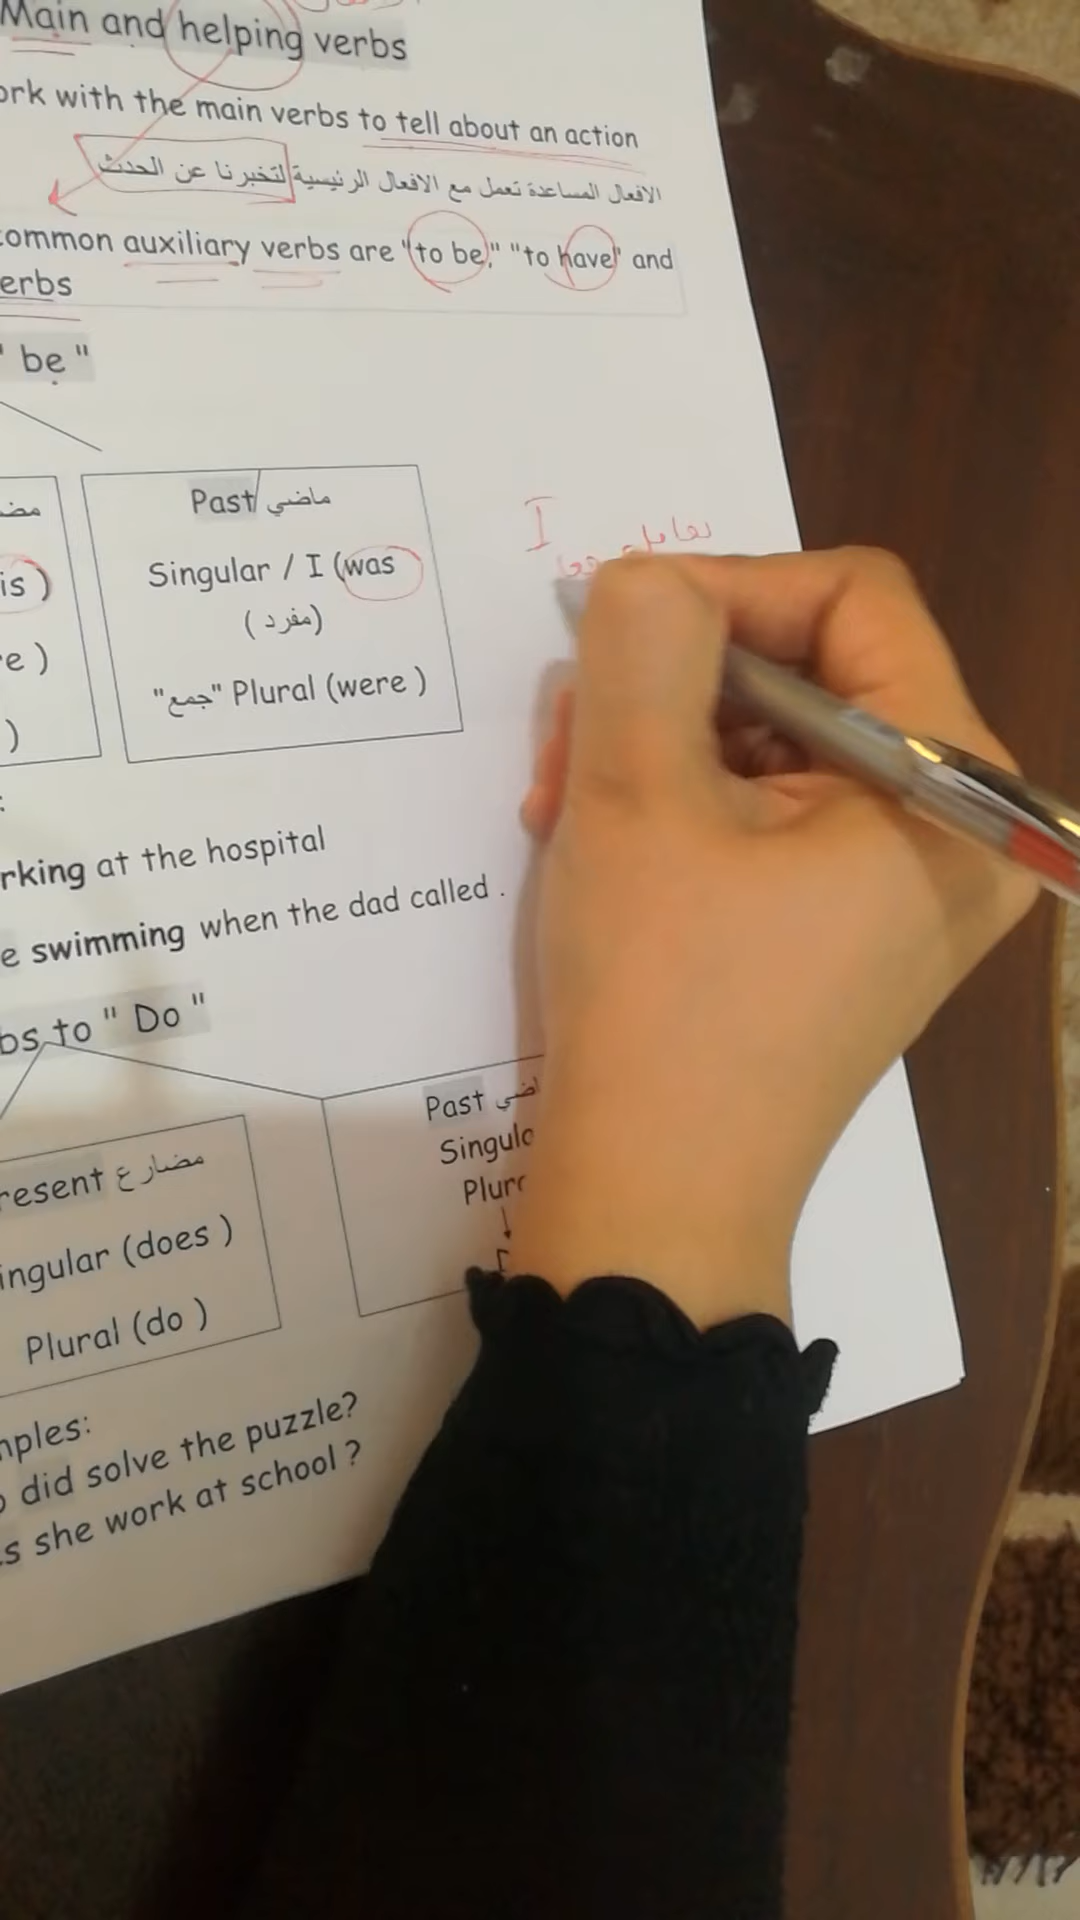 Main and helping verbs
ork with the main verbs to tell about an action
الافعال المساعدة تعمل مع الافعال الرئيسية لتخبرنا عن الحدث
common auxiliary verbs are "to be," "to have" and
erbs
" be "
Past ماضي
Singular / I (was
(مفرد )
"جمع" Plural (were )
is )
e )
)
I
تعامل
rking at the hospital
e swimming when the dad called .
bs to " Do "
resent مضارع
ingular (does )
Plural (do )
Past
Singul
Plur
mples:
did solve the puzzle?
s she work at school ?